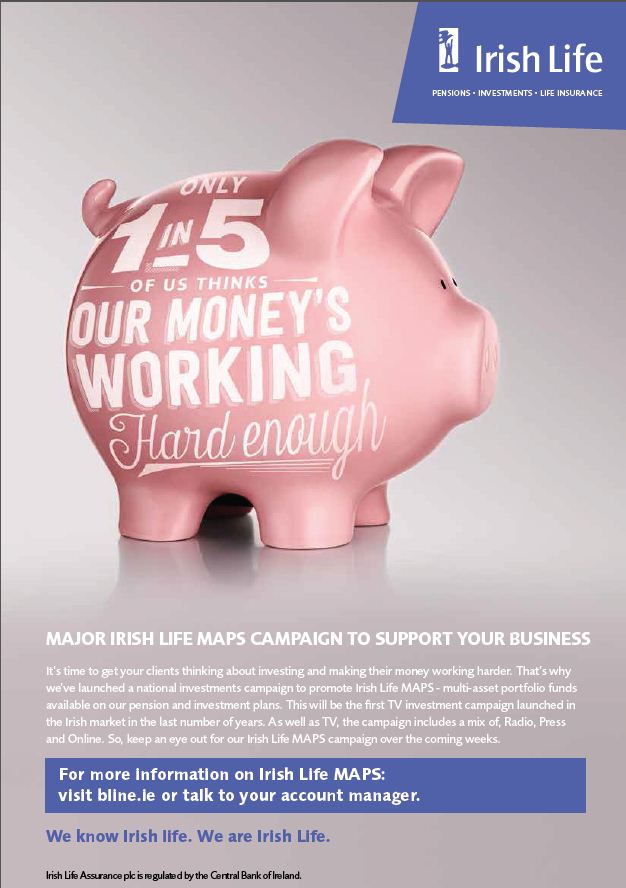 Irish Life
PENSIONS • INVESTMENTS • LIFE INSURANCE
ONLY
1 IN 5
OF US THINKS
OUR MONEY'S
WORKING
Hard enough
MAJOR IRISH LIFE MAPS CAMPAIGN TO SUPPORT YOUR BUSINESS
It's time to get your clients thinking about investing and making their money working harder. That's why
we've launched a national investments campaign to promote Irish Life MAPS - multi-asset portfolio funds
available on our pension and investment plans. This will be the first TV investment campaign launched in
the Irish market in the last number of years. As well as TV, the campaign includes a mix of, Radio, Press
and Online. So, keep an eye out for our Irish Life MAPS campaign over the coming weeks.
For more information on Irish Life MAPS:
visit bline.ie or talk to your account manager.
We know Irish life. We are Irish Life.
Irish Life Assurance plc is regulated by the Central Bank of Ireland.